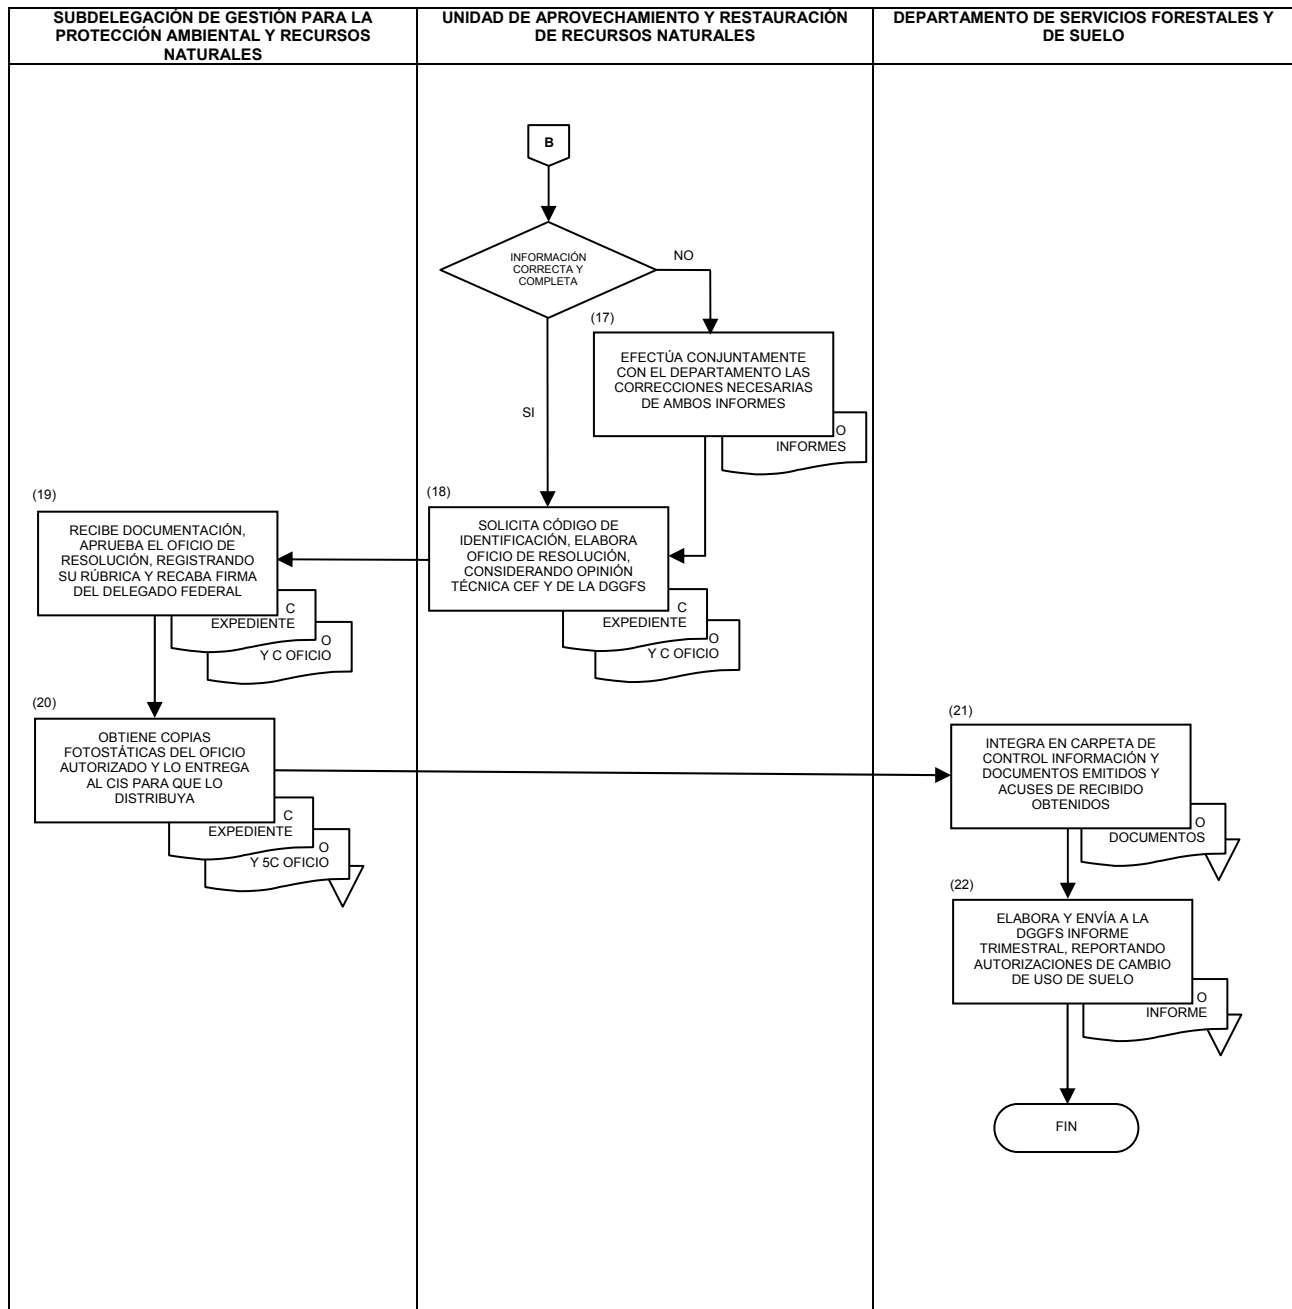 SUBDELEGACIÓN DE GESTIÓN PARA LA
PROTECCIÓN AMBIENTAL Y RECURSOS
NATURALES
UNIDAD DE APROVECHAMIENTO Y RESTAURACIÓN
DE RECURSOS NATURALES
DEPARTAMENTO DE SERVICIOS FORESTALES Y
DE SUELO
B
INFORMACIÓN
CORRECTA Y
COMPLETA
NO
SI
(17)
EFECTÚA CONJUNTAMENTE
CON EL DEPARTAMENTO LAS
CORRECCIONES NECESARIAS
DE AMBOS INFORMES
O
INFORMES
(18)
SOLICITA CÓDIGO DE
IDENTIFICACIÓN, ELABORA
OFICIO DE RESOLUCIÓN,
CONSIDERANDO OPINIÓN
TÉCNICA CEF Y DE LA DGGFS
C
EXPEDIENTE
O
Y C OFICIO
(19)
RECIBE DOCUMENTACIÓN,
APRUEBA EL OFICIO DE
RESOLUCIÓN, REGISTRANDO
SU RÚBRICA Y RECABA FIRMA
DEL DELEGADO FEDERAL
C
EXPEDIENTE
O
Y C OFICIO
(20)
OBTIENE COPIAS
FOTOSTÁTICAS DEL OFICIO
AUTORIZADO Y LO ENTREGA
AL CIS PARA QUE LO
DISTRIBUYA
C
EXPEDIENTE
O
Y 5C OFICIO
(21)
INTEGRA EN CARPETA DE
CONTROL INFORMACIÓN Y
DOCUMENTOS EMITIDOS Y
ACUSES DE RECIBIDO
OBTENIDOS
O
DOCUMENTOS
(22)
ELABORA Y ENVÍA A LA
DGGFS INFORME
TRIMESTRAL, REPORTANDO
AUTORIZACIONES DE CAMBIO
DE USO DE SUELO
O
INFORME
FIN